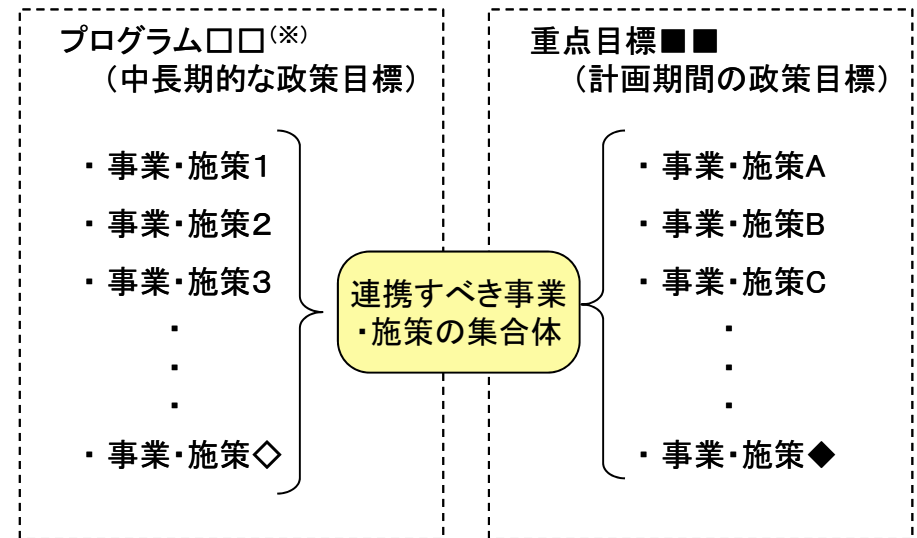 プログラム□□(※)
（中長期的な政策目標）
・ 事業・施策1
・ 事業・施策2
・ 事業・施策3
・
・
・
・ 事業・施策◇
連携すべき事業
・施策の集合体
重点目標■■
（計画期間の政策目標）
・ 事業・施策A
・ 事業・施策B
・ 事業・施策C
・
・
・
・ 事業・施策◆